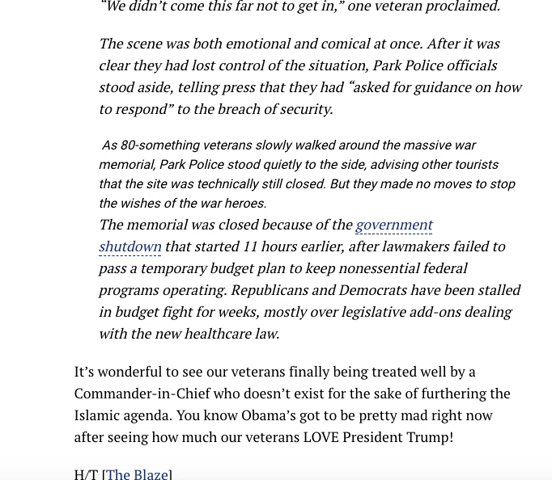 “We didn’t come this far not to get in,” one veteran proclaimed.
The scene was both emotional and comical at once. After it was
clear they had lost control of the situation, Park Police officials
stood aside, telling press that they had “asked for guidance on how
to respond” to the breach of security.
As 80-something veterans slowly walked around the massive war
memorial, Park Police stood quietly to the side, advising other tourists
that the site was technically still closed. But they made no moves to stop
the wishes of the war heroes.
The memorial was closed because of the government
shutdown that started 11 hours earlier, after lawmakers failed to
pass a temporary budget plan to keep nonessential federal
programs operating. Republicans and Democrats have been stalled
in budget fight for weeks, mostly over legislative add-ons dealing
with the new healthcare law.
It’s wonderful to see our veterans finally being treated well by a
Commander-in-Chief who doesn’t exist for the sake of furthering the
Islamic agenda. You know Obama’s got to be pretty mad right now
after seeing how much our veterans LOVE President Trump!
H/T [The Blaze]